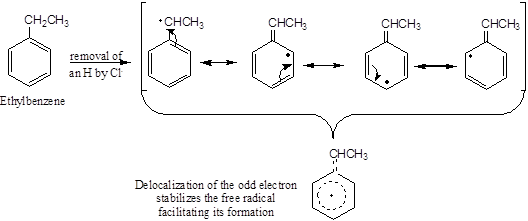 CH₂CH₃
removal of
an H by Cl·
Ethylbenzene
•CHCH₃
CHCH₃
CHCH₃
CHCH₃
CHCH₃
Delocalization of the odd electron
stabilizes the free radical
facilitating its formation